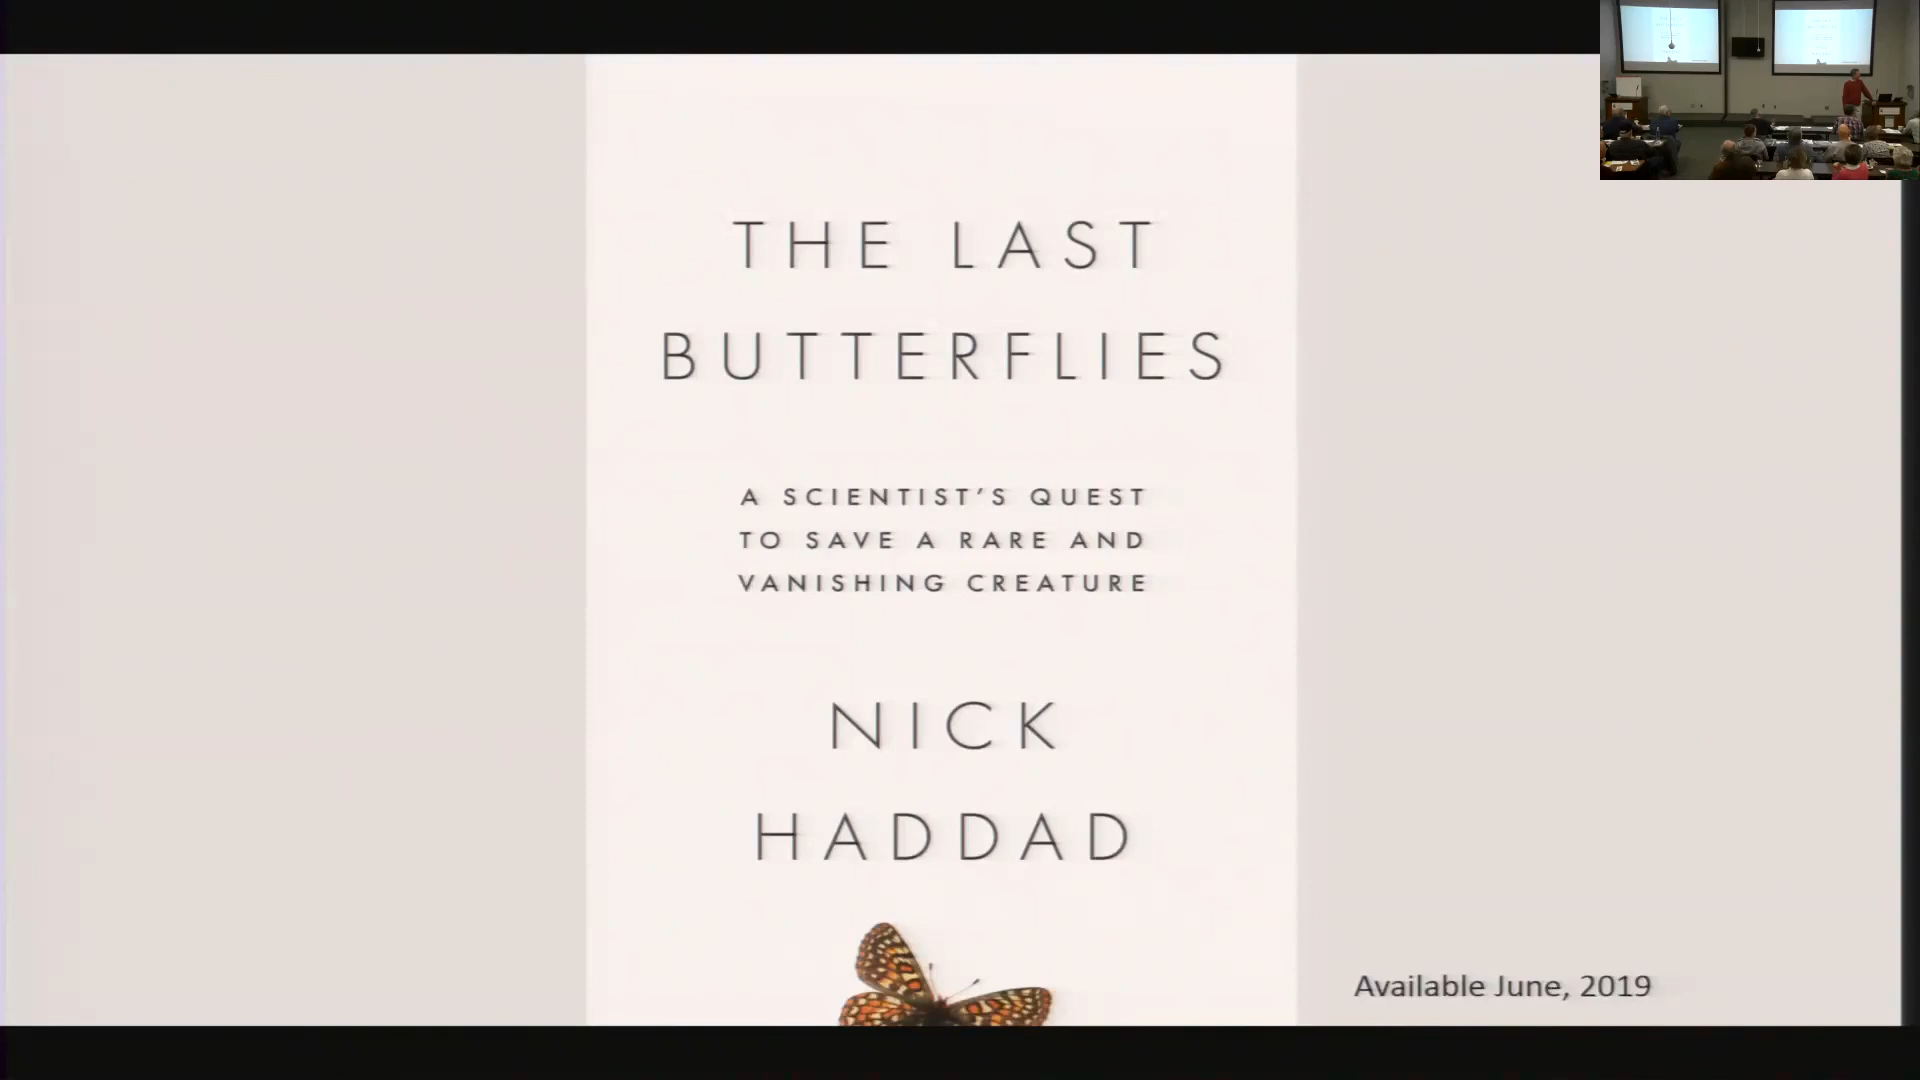 THE LAST
BUTTERFLIES
A SCIENTIST’S QUEST
TO SAVE A RARE AND
VANISHING CREATURE
NICK
HADDAD
Available June, 2019